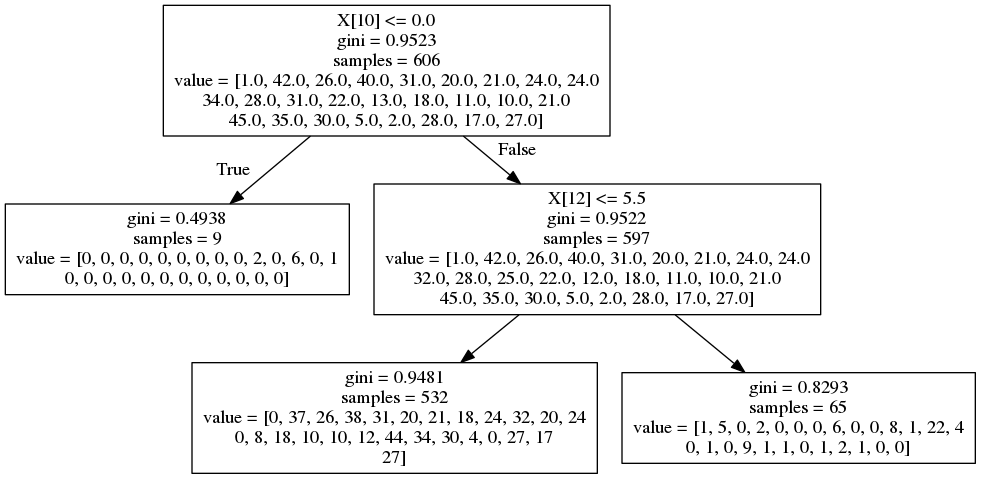 X[10] <= 0.0
gini = 0.9523
samples = 606
value = [1.0, 42.0, 26.0, 40.0, 31.0, 20.0, 21.0, 24.0, 24.0
34.0, 28.0, 31.0, 22.0, 13.0, 18.0, 11.0, 10.0, 21.0
45.0, 35.0, 30.0, 5.0, 2.0, 28.0, 17.0, 27.0]
True
False
gini = 0.4938
samples = 9
value = [0, 0, 0, 0, 0, 0, 0, 0, 0, 2, 0, 6, 0, 1
0, 0, 0, 0, 0, 0, 0, 0, 0, 0, 0, 0]
X[12] <= 5.5
gini = 0.9522
samples = 597
value = [1.0, 42.0, 26.0, 40.0, 31.0, 20.0, 21.0, 24.0, 24.0
32.0, 28.0, 25.0, 22.0, 12.0, 18.0, 11.0, 10.0, 21.0
45.0, 35.0, 30.0, 5.0, 2.0, 28.0, 17.0, 27.0]
gini = 0.9481
samples = 532
value = [0, 37, 26, 38, 31, 20, 21, 18, 24, 32, 20, 24
0, 8, 18, 10, 10, 12, 44, 34, 30, 4, 0, 27, 17
27]
gini = 0.8293
samples = 65
value = [1, 5, 0, 2, 0, 0, 0, 6, 0, 0, 8, 1, 22, 4
0, 1, 0, 9, 1, 1, 0, 1, 2, 1, 0, 0]